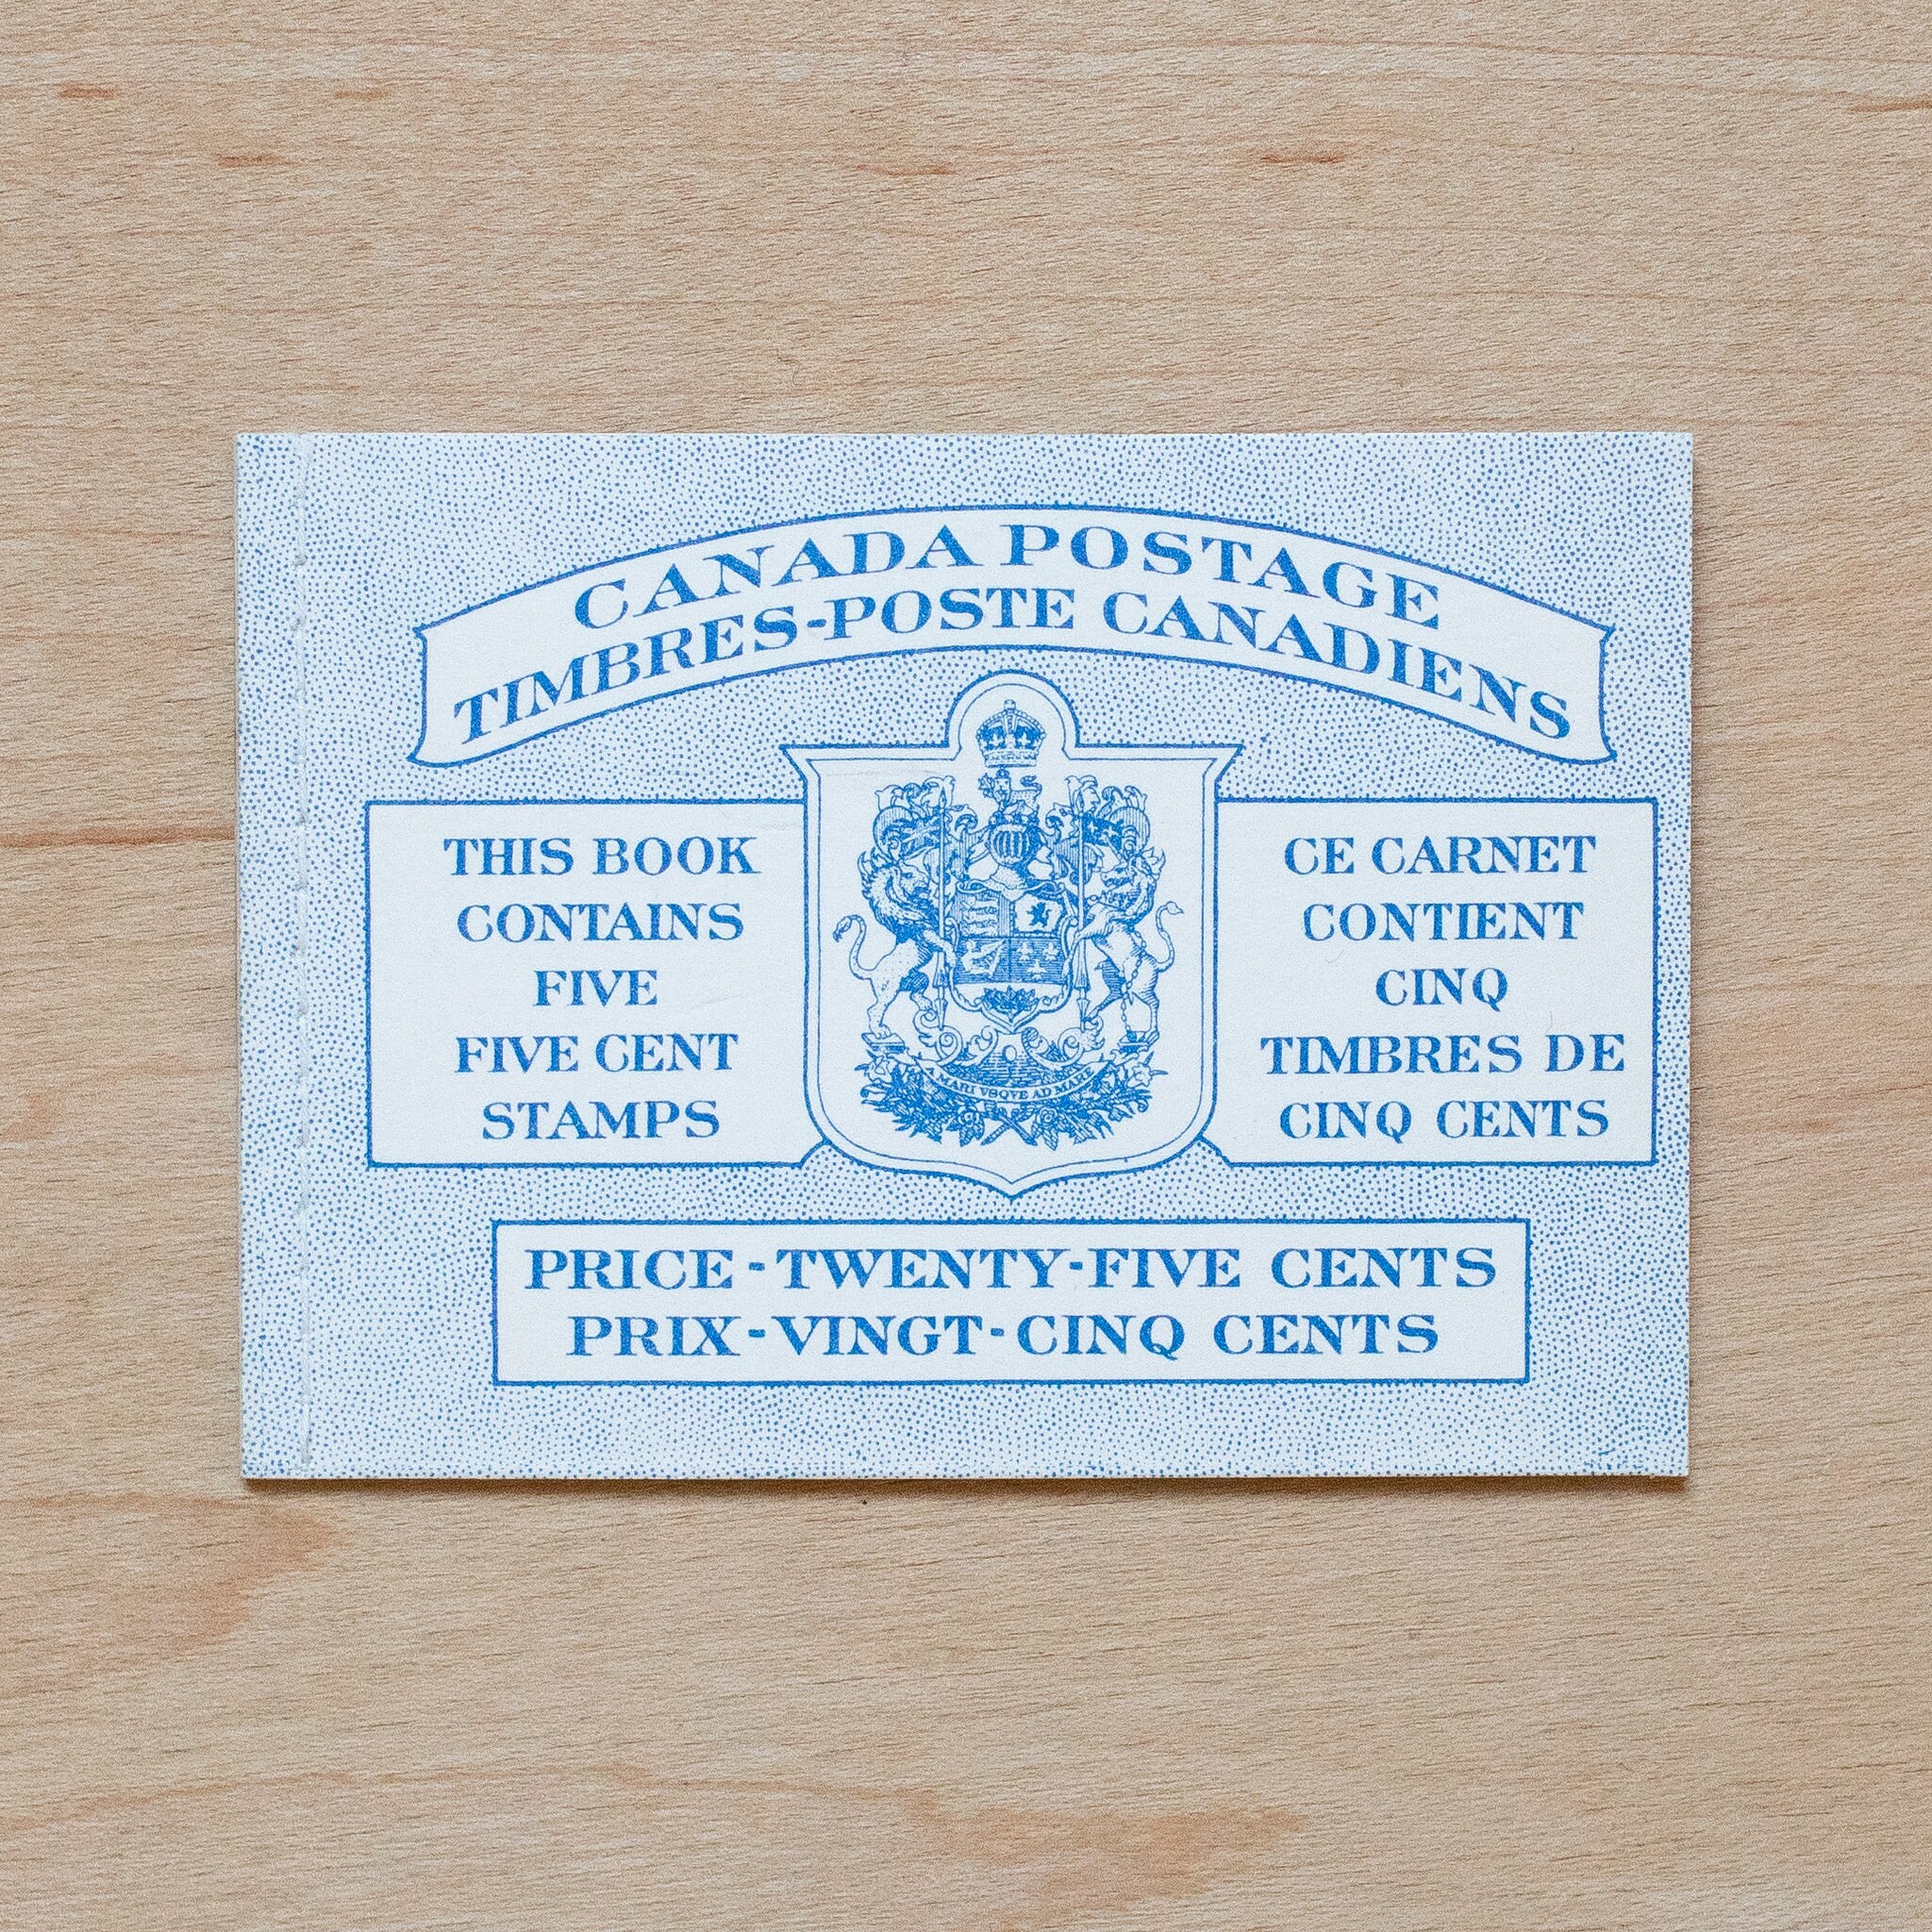 CANADA POSTAGE
TIMBRES-POSTE CANADIENS
THIS BOOK
CONTAINS
FIVE
FIVE CENT
STAMPS
A MARI VSQVE AD MARE
CE CARNET
CONTIENT
CINQ
TIMBRES DE
CINQ CENTS
PRICE-TWENTY-FIVE CENTS
PRIX-VINGT-CINQ CENTS